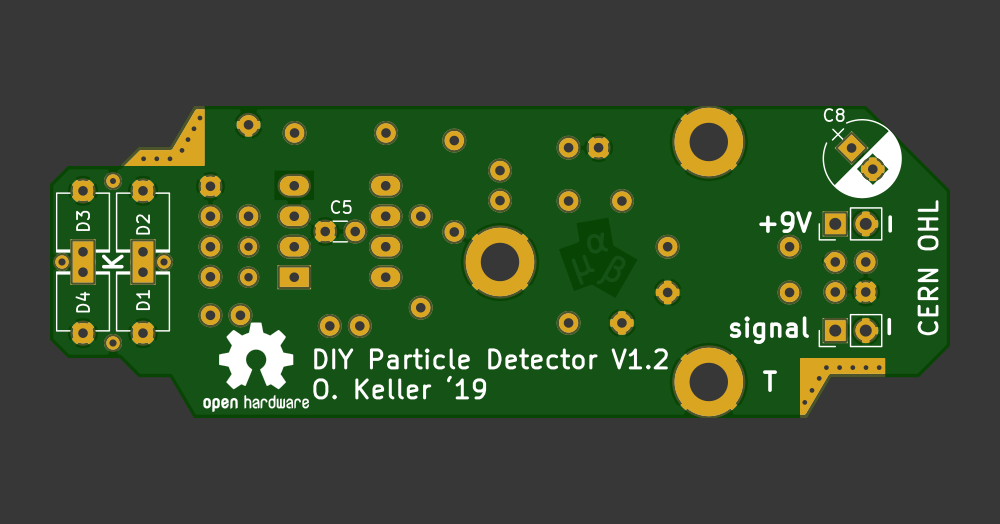 C8
D3
D2
C5
+9V
K
α
μ
β
D4
D1
CERN OHL
signal
DIY Particle Detector V1.2
O. Keller '19
T
open hardware